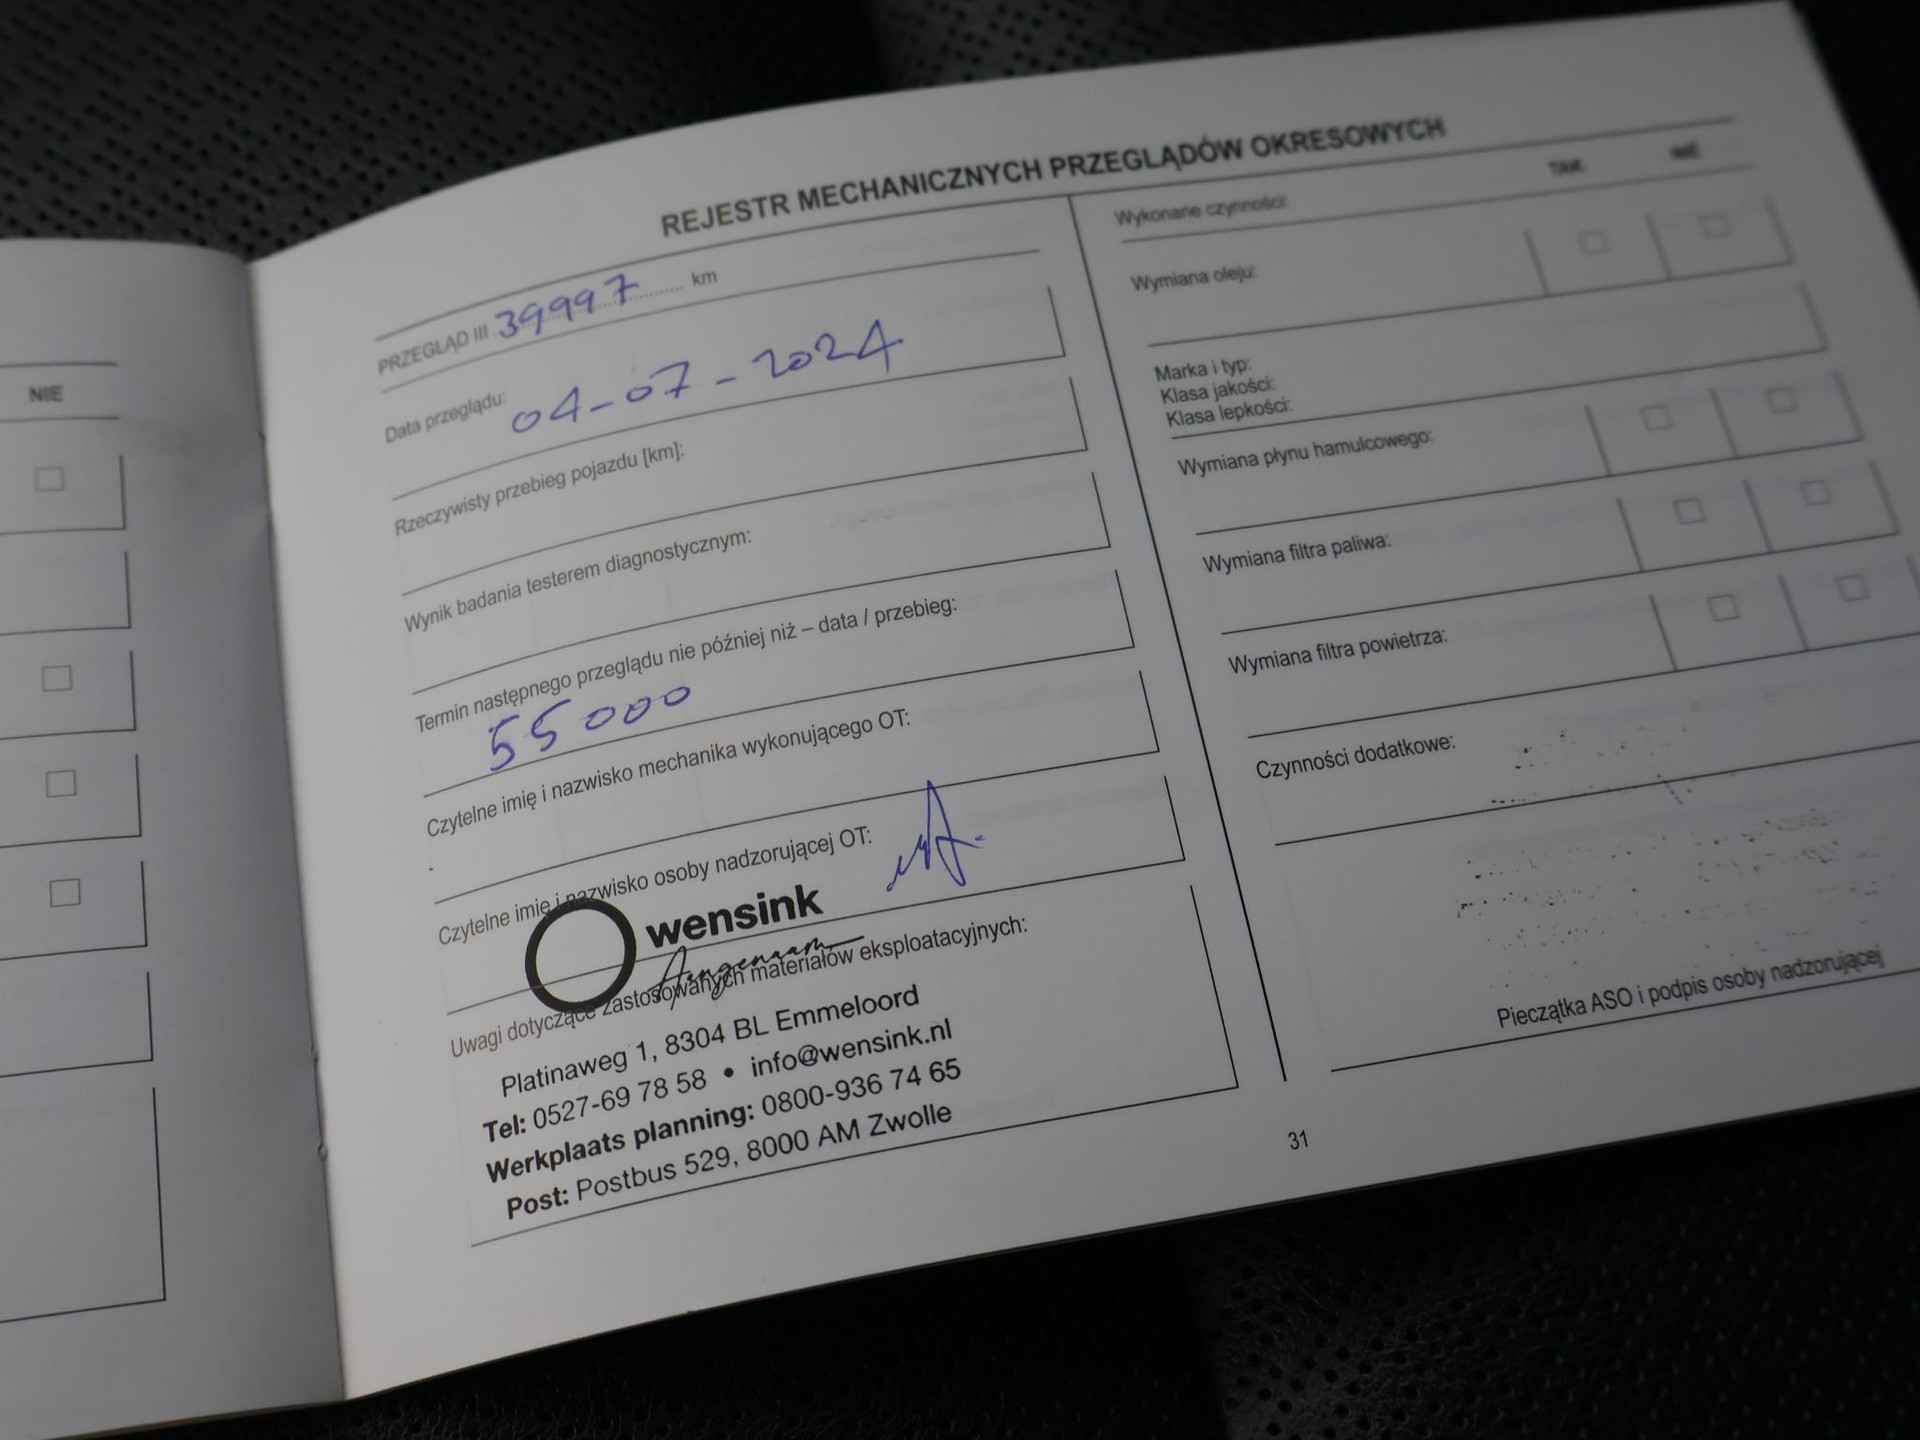 NIE
REJESTR MECHANICZNYCH PRZEGLĄDÓW OKRESOWYCH
PRZEGLĄD III 39997 km
Data przeglądu: 04-07-2024
Rzeczywisty przebieg pojazdu [km]:
Wynik badania testerem diagnostycznym:
Termin następnego przeglądu nie później niż – data / przebieg:
55000
Czytelne imię i nazwisko mechanika wykonującego OT:
Czytelne imię i nazwisko osoby nadzorującej OT:
wensink
Aangenaam
Uwagi dotyczące zastosowanych materiałów eksploatacyjnych:
Platinaweg 1, 8304 BL Emmeloord
Tel: 0527-69 78 58 • info@wensink.nl
Werkplaats planning: 0800-936 74 65
Post: Postbus 529, 8000 AM Zwolle
TAK NIE
Wykonane czynności:
Wymiana oleju:
Marka i typ:
Klasa jakości:
Klasa lepkości:
Wymiana płynu hamulcowego:
Wymiana filtra paliwa:
Wymiana filtra powietrza:
Czynności dodatkowe:
Pieczątka ASO i podpis osoby nadzorującej
31